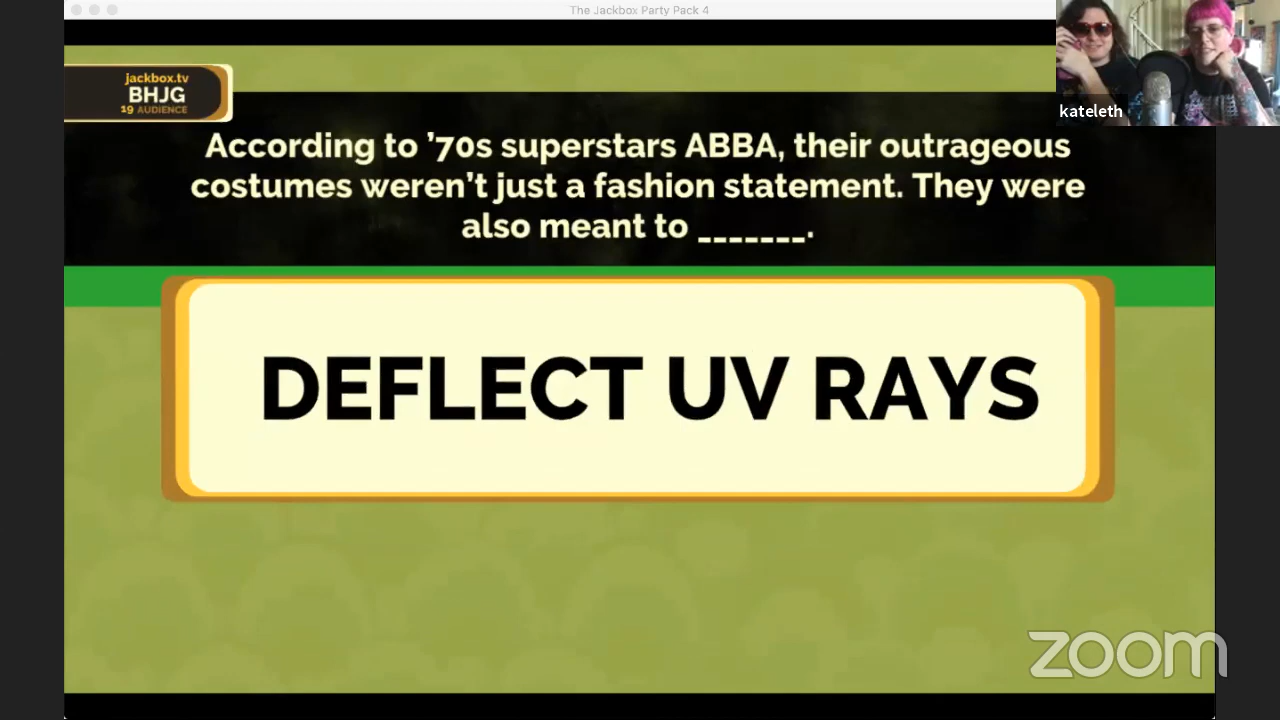 The Jackbox Party Pack 4
jackbox.tv
BHJG
19 AUDIENCE
kateleth
According to ’70s superstars ABBA, their outrageous
costumes weren’t just a fashion statement. They were
also meant to _______.
DEFLECT UV RAYS
zoom